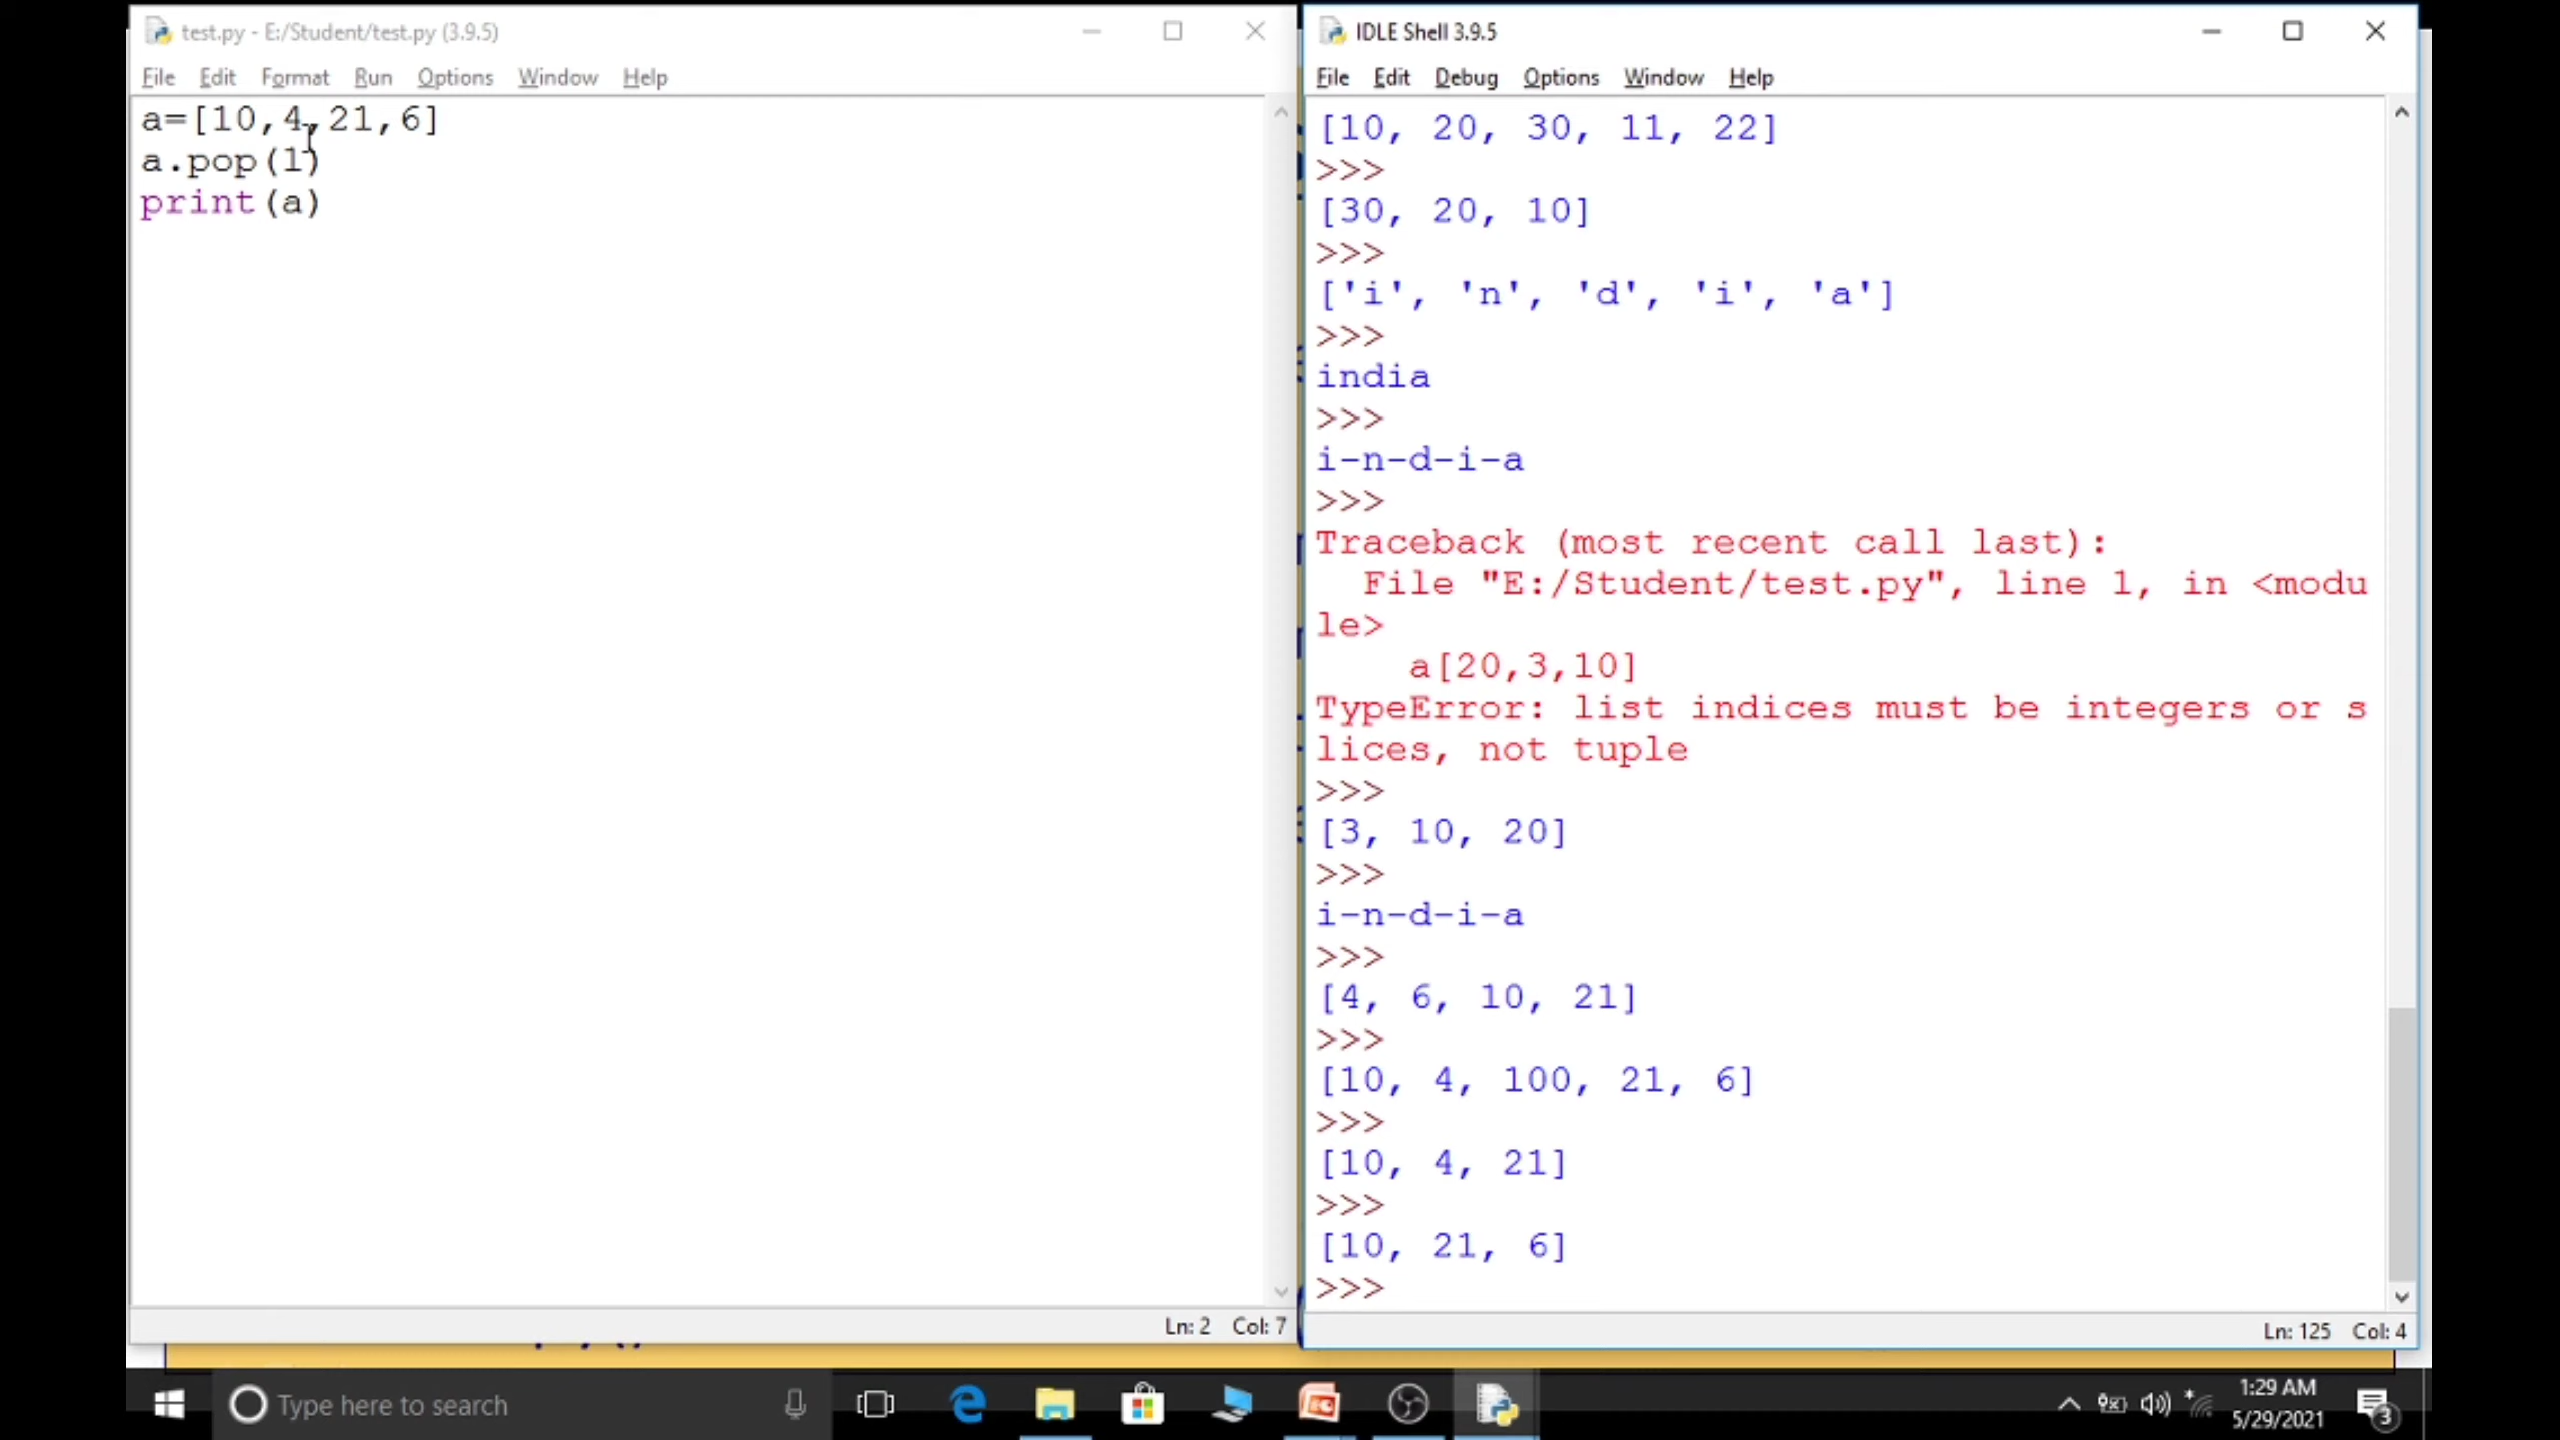 test.py - E:/Student/test.py (3.9.5)
File Edit Format Run Options Window Help
a=[10,4,21,6]
a.pop(1)
print(a)
Ln: 2 Col: 7
IDLE Shell 3.9.5
File Edit Debug Options Window Help
[10, 20, 30, 11, 22]
>>>
[30, 20, 10]
>>>
['i', 'n', 'd', 'i', 'a']
>>>
india
>>>
i-n-d-i-a
>>>
Traceback (most recent call last):
File "E:/Student/test.py", line 1, in <modu
le>
a[20,3,10]
TypeError: list indices must be integers or s
lices, not tuple
>>>
[3, 10, 20]
>>>
i-n-d-i-a
>>>
[4, 6, 10, 21]
>>>
[10, 4, 100, 21, 6]
>>>
[10, 4, 21]
>>>
[10, 21, 6]
>>>
Ln: 125 Col: 4
Type here to search
1:29 AM
5/29/2021
3